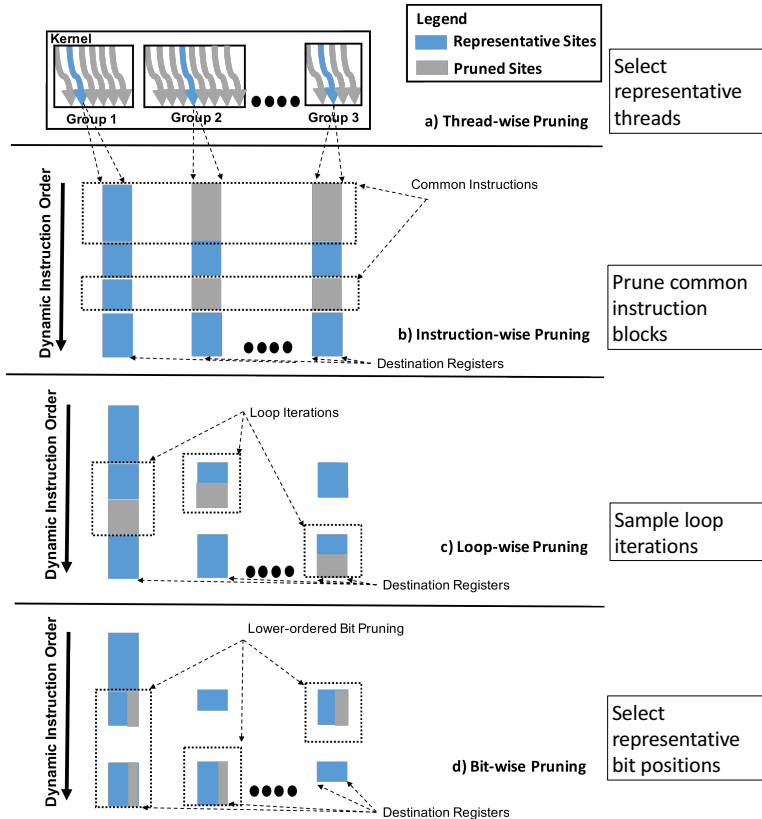 Legend
Representative Sites
Pruned Sites
Kernel
Group 1
Group 2
Group 3
a) Thread-wise Pruning
Select
representative
threads
Dynamic Instruction Order
Common Instructions
b) Instruction-wise Pruning
Destination Registers
Prune common
instruction
blocks
Dynamic Instruction Order
Loop Iterations
c) Loop-wise Pruning
Destination Registers
Sample loop
iterations
Dynamic Instruction Order
Lower-ordered Bit Pruning
d) Bit-wise Pruning
Destination Registers
Select
representative
bit positions